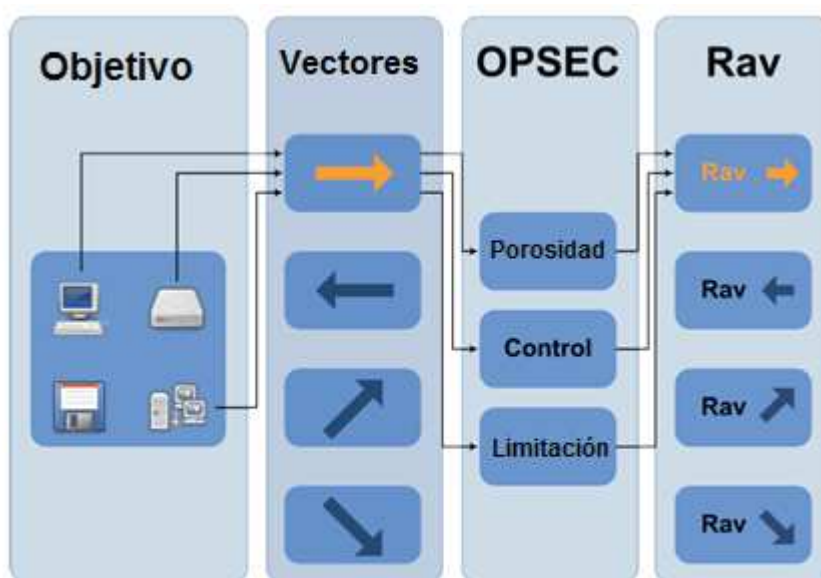 Objetivo
Vectores
OPSEC
Rav
Porosidad
Control
Limitación
Rav
Rav
Rav
Rav